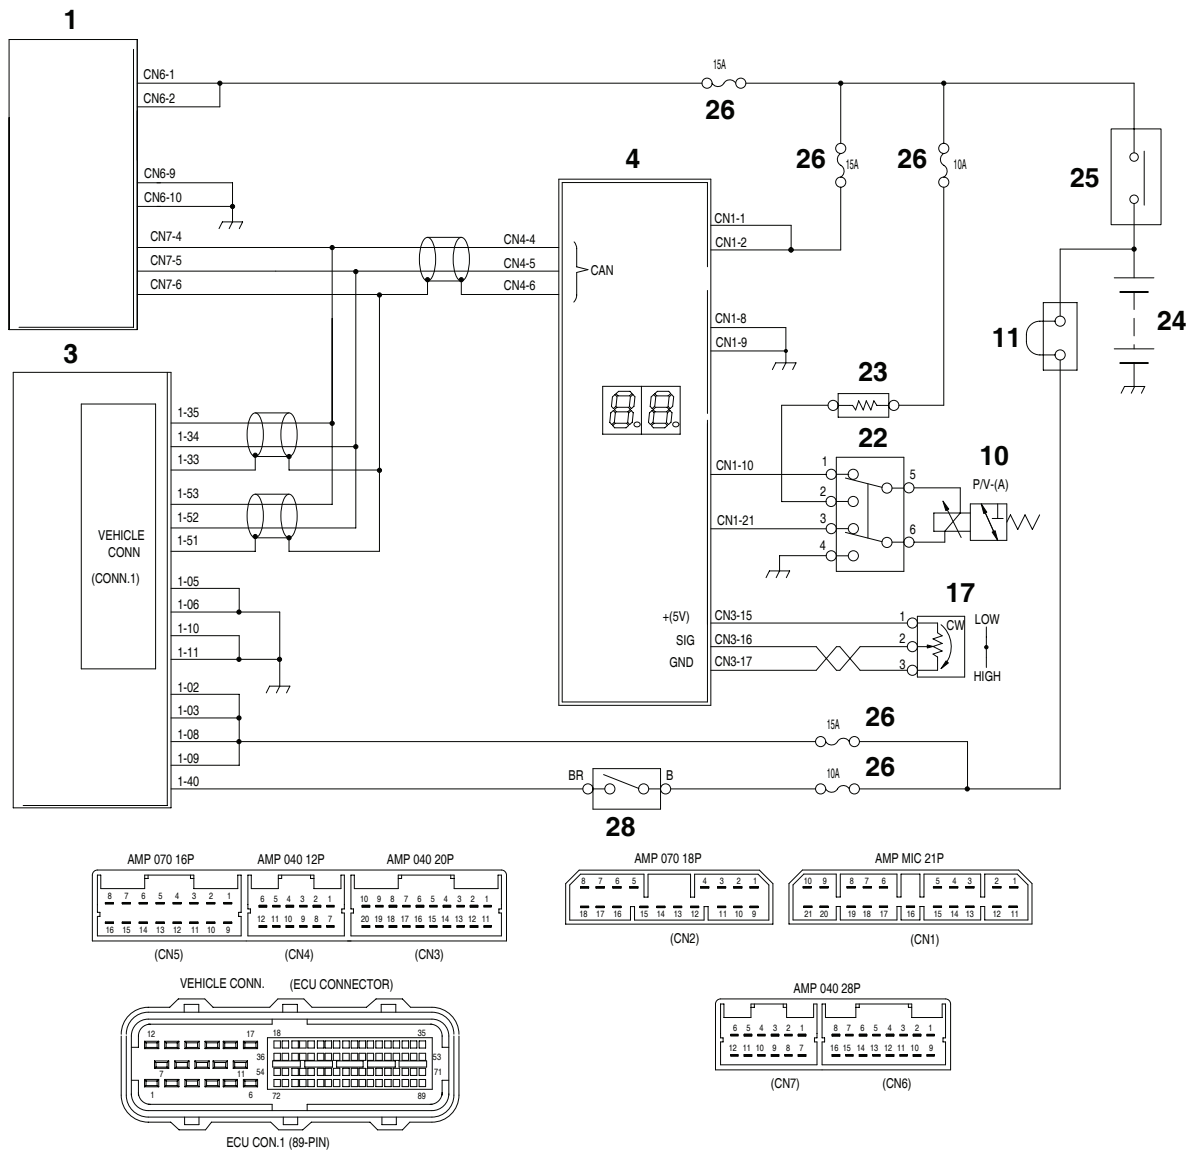 1
CN6-1
CN6-2
CN6-9
CN6-10
CN7-4
CN7-5
CN7-6
15A
26
26
15A
26
10A
25
4
CN4-4
CN4-5
CN4-6
CAN
CN1-1
CN1-2
CN1-8
CN1-9
11
24
3
VEHICLE
CONN
(CONN.1)
1-35
1-34
1-33
1-53
1-52
1-51
1-05
1-06
1-10
1-11
1-02
1-03
1-08
1-09
1-40
23
22
CN1-10
CN1-21
1
2
3
4
5
6
10
P/V-(A)
17
+(5V)
SIG
GND
CN3-15
CN3-16
CN3-17
1
2
3
CW
LOW
HIGH
15A
26
10A
26
BR
B
28
AMP 070 16P
8 7 6 5 4 3 2 1
16 15 14 13 12 11 10 9
(CN5)
AMP 040 12P
6 5 4 3 2 1
12 11 10 9 8 7
(CN4)
AMP 040 20P
10 9 8 7 6 5 4 3 2 1
20 19 18 17 16 15 14 13 12 11
(CN3)
AMP 070 18P
8 7 6 5 4 3 2 1
18 17 16 15 14 13 12 11 10 9
(CN2)
AMP MIC 21P
10 9 8 7 6 5 4 3 2 1
21 20 19 18 17 16 15 14 13 12 11
(CN1)
VEHICLE CONN. (ECU CONNECTOR)
12 17 18 35
36 53
7 11 54 71
1 6 72 89
ECU CON.1 (89-PIN)
AMP 040 28P
6 5 4 3 2 1
12 11 10 9 8 7
(CN7)
8 7 6 5 4 3 2 1
16 15 14 13 12 11 10 9
(CN6)